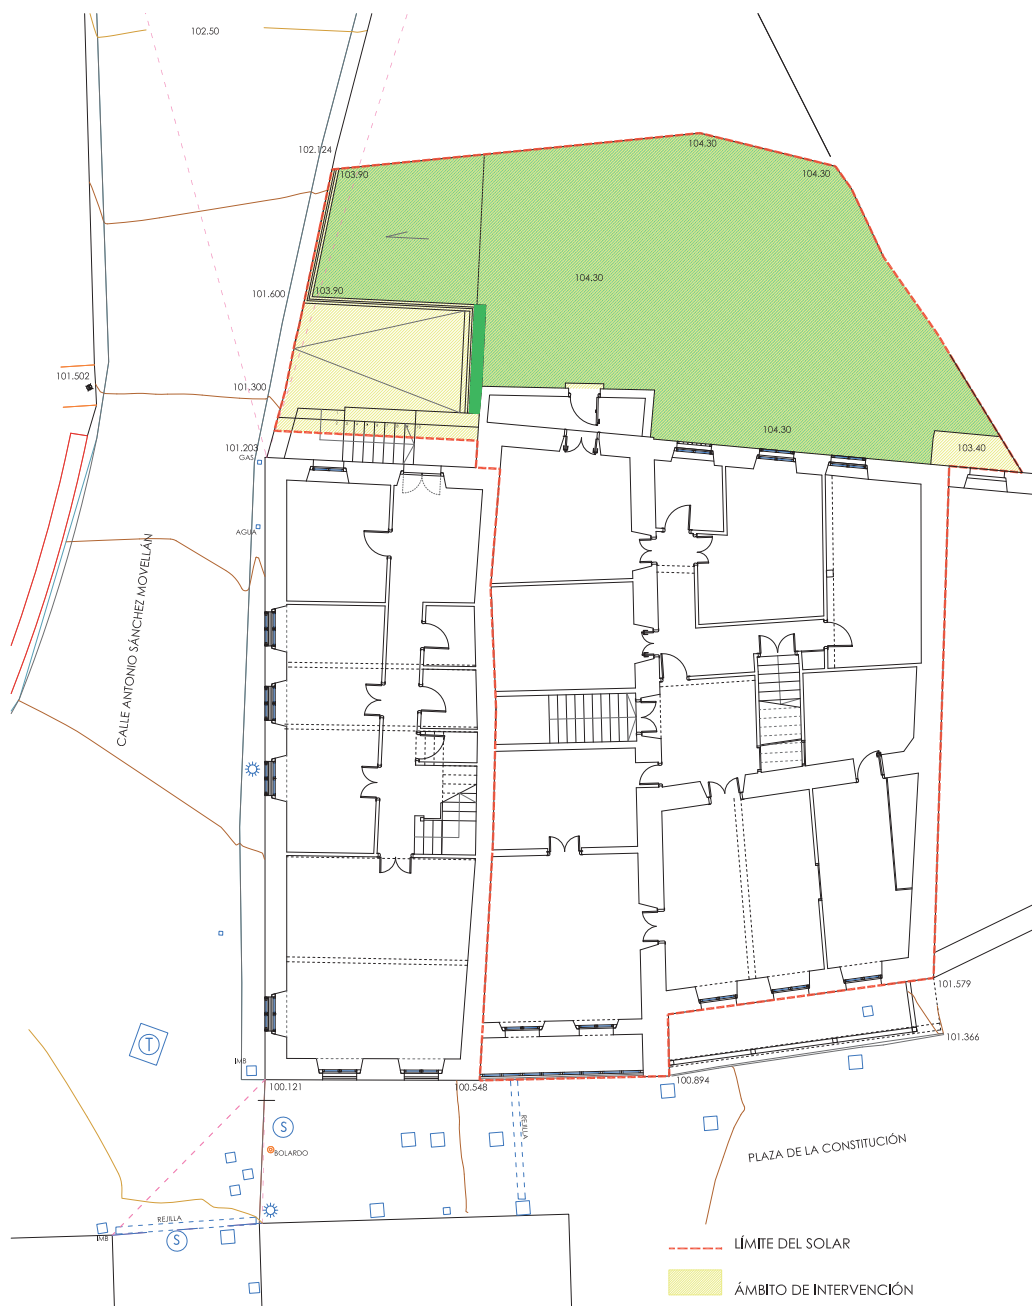 102.50
102.124
104.30
103.90
104.30
104.30
101.600
103.90
101.502
101.300
104.30
101.203
GAS
103.40
AGUA
CALLE ANTONIO SÁNCHEZ MOVELLÁN
101.579
T
101.366
IMB
100.121
100.548
100.894
S
REJILLA
BOLARDO
PLAZA DE LA CONSTITUCIÓN
REJILLA
IMB
S
LÍMITE DEL SOLAR
ÁMBITO DE INTERVENCIÓN